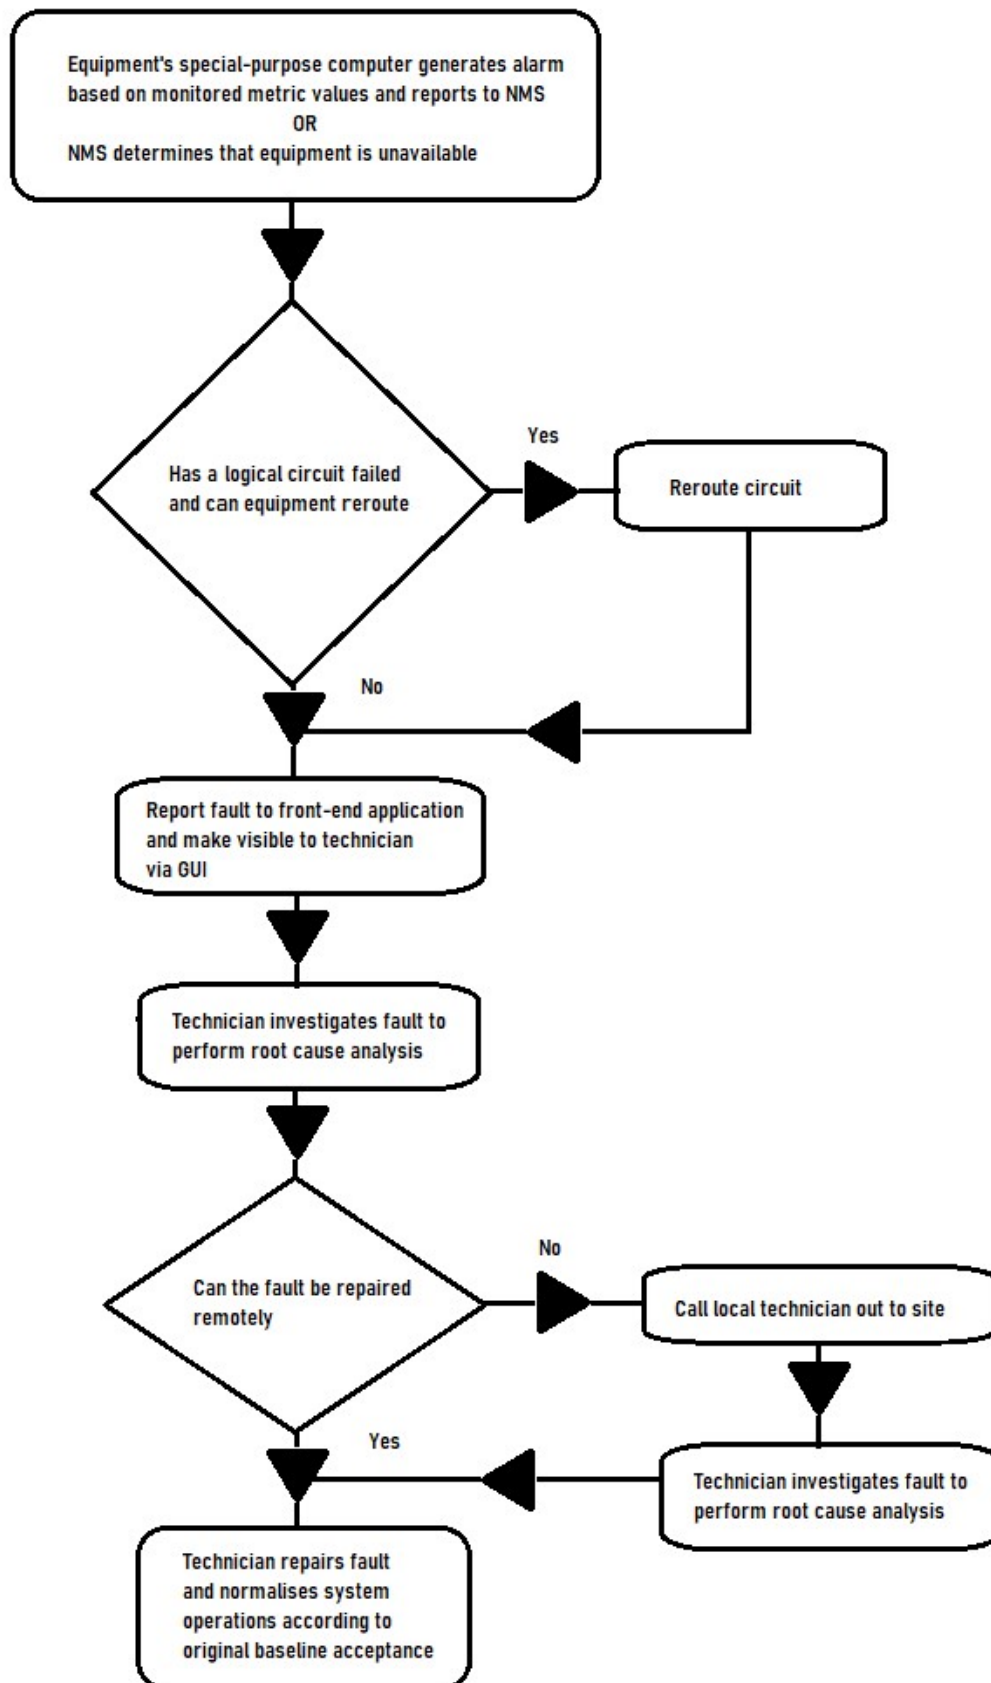 Equipment's special-purpose computer generates alarm
based on monitored metric values and reports to NMS
OR
NMS determines that equipment is unavailable
Has a logical circuit failed
and can equipment reroute
Yes
Reroute circuit
No
Report fault to front-end application
and make visible to technician
via GUI
Technician investigates fault to
perform root cause analysis
Can the fault be repaired
remotely
No
Call local technician out to site
Technician investigates fault to
perform root cause analysis
Yes
Technician repairs fault
and normalises system
operations according to
original baseline acceptance